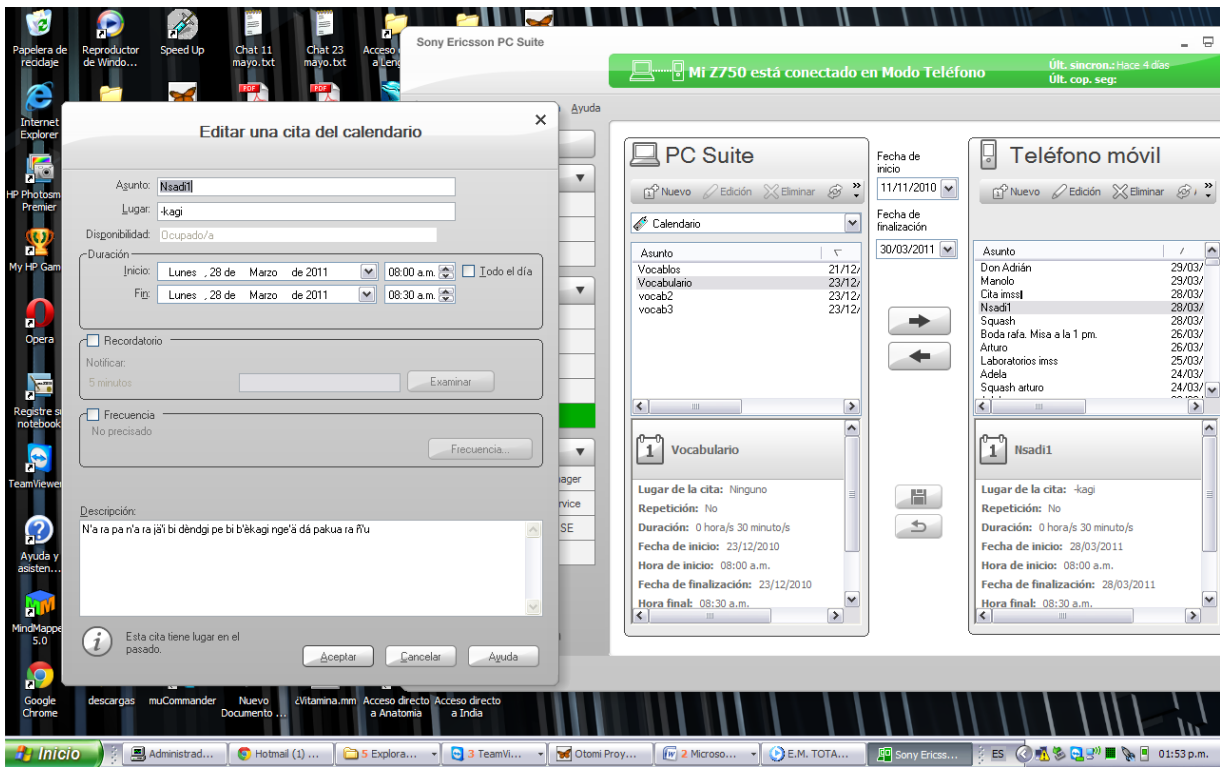 Papelera de reciclaje
Reproductor de Windo...
Speed Up
Chat 11 mayo.txt
Chat 23 mayo.txt
Acceso
a Leng
Internet Explorer
HP Photosm
Premier
My HP Gam
Opera
Registre su
notebook
TeamViewer
Ayuda y
asisten...
MindMappe
5.0
Google Chrome
descargas
muCommander
Nuevo Documento ...
¿Vitamina.mm
Acceso directo a Anatomia
Acceso directo a India
Sony Ericsson PC Suite
Mi Z750 está conectado en Modo Teléfono
Últ. sincron.: Hace 4 días
Últ. cop. seg:
Ayuda
Editar una cita del calendario
Asunto: Nsadi1
Lugar: -kagi
Disponibilidad: Ocupado/a
Duración
Inicio: Lunes , 28 de Marzo de 2011 08:00 a.m. Todo el día
Fin: Lunes , 28 de Marzo de 2011 08:30 a.m.
Recordatorio
Notificar:
5 minutos Examinar
Frecuencia
No precisado
Frecuencia...
Descripción:
N'a ra pa n'a ra jä'i bi dèndgi pe bi b'èkagi nge'ä dá pakua ra ñ'u
Esta cita tiene lugar en el
pasado.
Aceptar Cancelar Ayuda
ager
rvice
SE
PC Suite
Nuevo Edición Eliminar
Calendario
Asunto
Vocablos 21/12/
Vocabulario 23/12/
vocab2 23/12/
vocab3 23/12/
Vocabulario
Lugar de la cita: Ninguno
Repetición: No
Duración: 0 hora/s 30 minuto/s
Fecha de inicio: 23/12/2010
Hora de inicio: 08:00 a.m.
Fecha de finalización: 23/12/2010
Hora final: 08:30 a.m.
Fecha de inicio
11/11/2010
Fecha de finalización
30/03/2011
Teléfono móvil
Nuevo Edición Eliminar
Asunto
Don Adrián 29/03/
Manolo 29/03/
Cita imss 28/03/
Nsadi1 28/03/
Squash 28/03/
Boda rafa. Misa a la 1 pm. 26/03/
Arturo 26/03/
Laboratorios imss 25/03/
Adela 24/03/
Squash arturo 24/03/
Nsadi1
Lugar de la cita: -kagi
Repetición: No
Duración: 0 hora/s 30 minuto/s
Fecha de inicio: 28/03/2011
Hora de inicio: 08:00 a.m.
Fecha de finalización: 28/03/2011
Hora final: 08:30 a.m.
Inicio
Administrad...
Hotmail (1) ...
5 Explora...
3 TeamVi...
Otomi Proy...
2 Microso...
E.M. TOTA...
Sony Ericss...
ES
01:53 p.m.